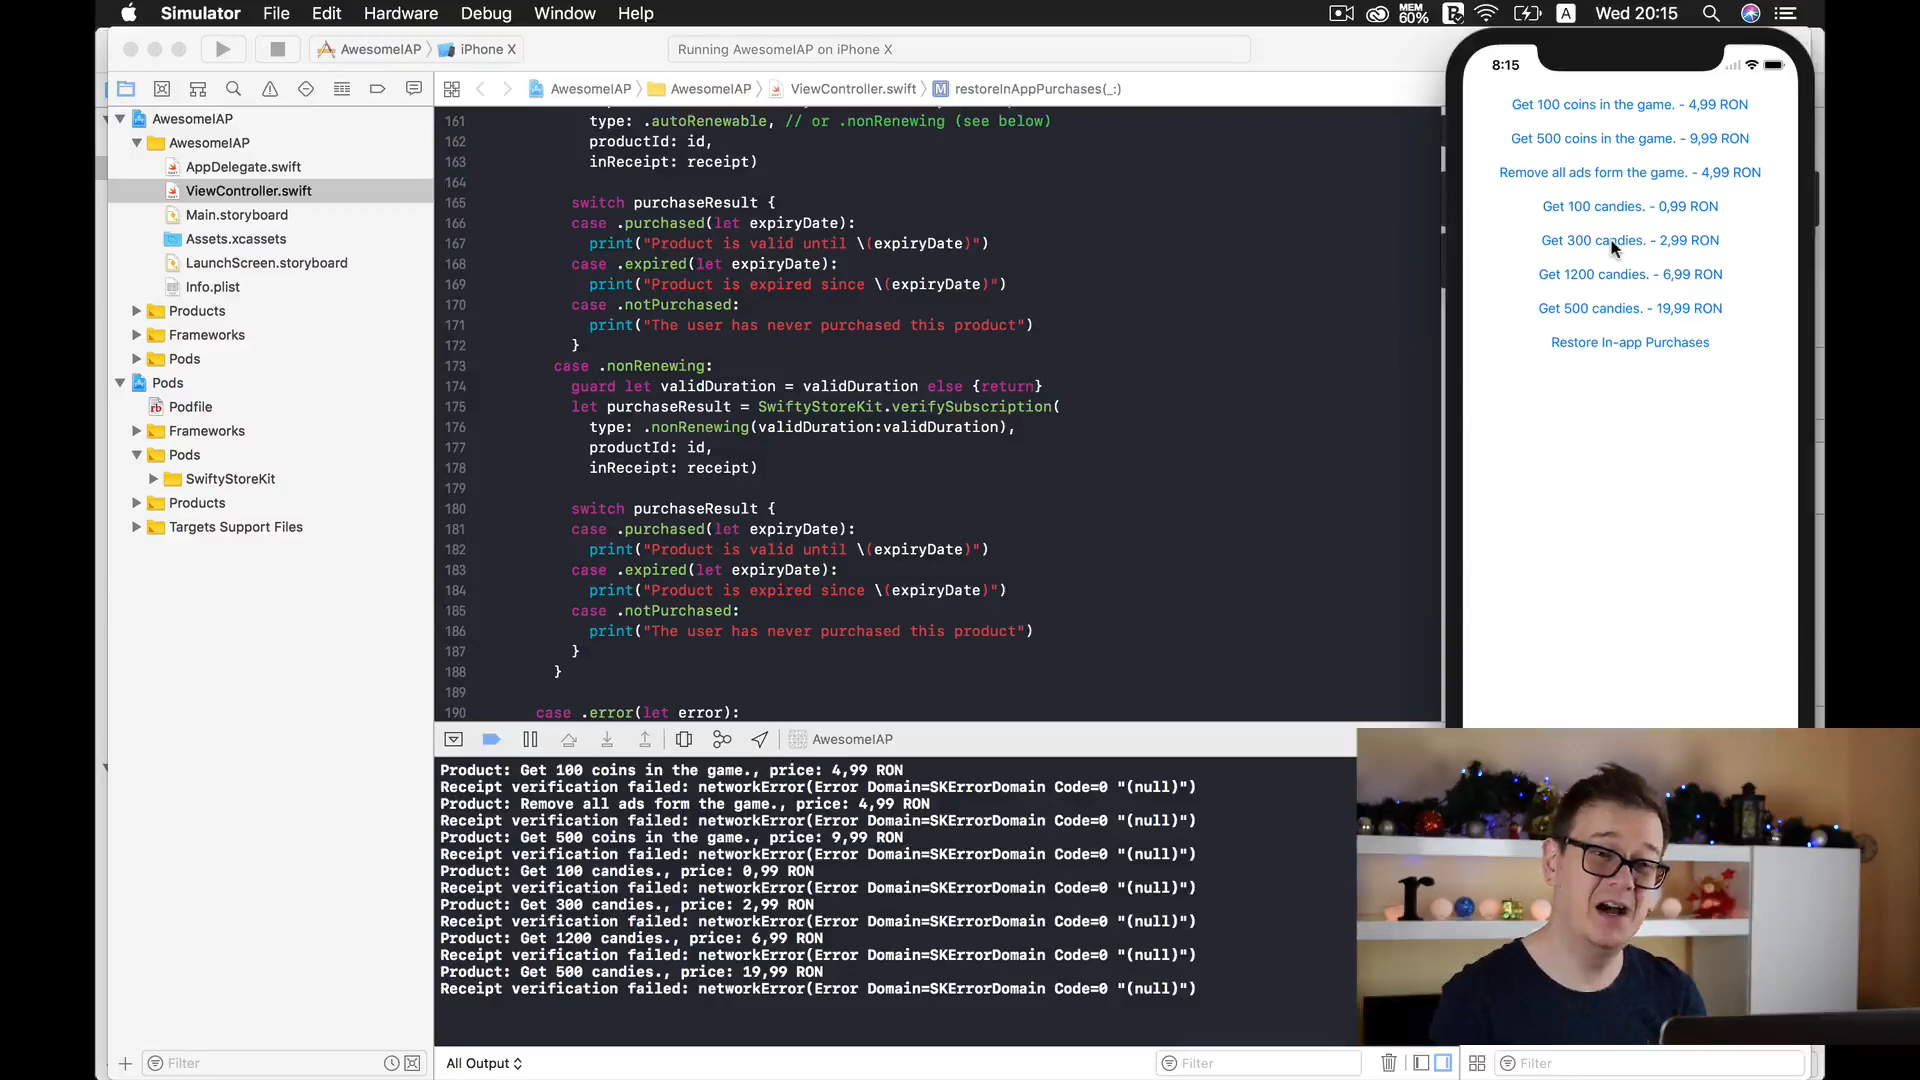 Simulator File Edit Hardware Debug Window Help
MEM 60% A Wed 20:15
AwesomeIAP iPhone X
Running AwesomeIAP on iPhone X
AwesomeIAP AwesomeIAP ViewController.swift M restoreInAppPurchases(_:)
AwesomeIAP
AwesomeIAP
AppDelegate.swift
ViewController.swift
Main.storyboard
Assets.xcassets
LaunchScreen.storyboard
Info.plist
Products
Frameworks
Pods
Pods
rb Podfile
Frameworks
Pods
SwiftyStoreKit
Products
Targets Support Files
Filter
161 type: .autoRenewable, // or .nonRenewing (see below)
162 productId: id,
163 inReceipt: receipt)
164
165 switch purchaseResult {
166 case .purchased(let expiryDate):
167 print("Product is valid until \(expiryDate)")
168 case .expired(let expiryDate):
169 print("Product is expired since \(expiryDate)")
170 case .notPurchased:
171 print("The user has never purchased this product")
172 }
173 case .nonRenewing:
174 guard let validDuration = validDuration else {return}
175 let purchaseResult = SwiftyStoreKit.verifySubscription(
176 type: .nonRenewing(validDuration:validDuration),
177 productId: id,
178 inReceipt: receipt)
179
180 switch purchaseResult {
181 case .purchased(let expiryDate):
182 print("Product is valid until \(expiryDate)")
183 case .expired(let expiryDate):
184 print("Product is expired since \(expiryDate)")
185 case .notPurchased:
186 print("The user has never purchased this product")
187 }
188 }
189
190 case .error(let error):
AwesomeIAP
Product: Get 100 coins in the game., price: 4,99 RON
Receipt verification failed: networkError(Error Domain=SKErrorDomain Code=0 "(null)")
Product: Remove all ads form the game., price: 4,99 RON
Receipt verification failed: networkError(Error Domain=SKErrorDomain Code=0 "(null)")
Product: Get 500 coins in the game., price: 9,99 RON
Receipt verification failed: networkError(Error Domain=SKErrorDomain Code=0 "(null)")
Product: Get 100 candies., price: 0,99 RON
Receipt verification failed: networkError(Error Domain=SKErrorDomain Code=0 "(null)")
Product: Get 300 candies., price: 2,99 RON
Receipt verification failed: networkError(Error Domain=SKErrorDomain Code=0 "(null)")
Product: Get 1200 candies., price: 6,99 RON
Receipt verification failed: networkError(Error Domain=SKErrorDomain Code=0 "(null)")
Product: Get 500 candies., price: 19,99 RON
Receipt verification failed: networkError(Error Domain=SKErrorDomain Code=0 "(null)")
All Output
Filter
Filter
8:15
Get 100 coins in the game. - 4,99 RON
Get 500 coins in the game. - 9,99 RON
Remove all ads form the game. - 4,99 RON
Get 100 candies. - 0,99 RON
Get 300 candies. - 2,99 RON
Get 1200 candies. - 6,99 RON
Get 500 candies. - 19,99 RON
Restore In-app Purchases
r